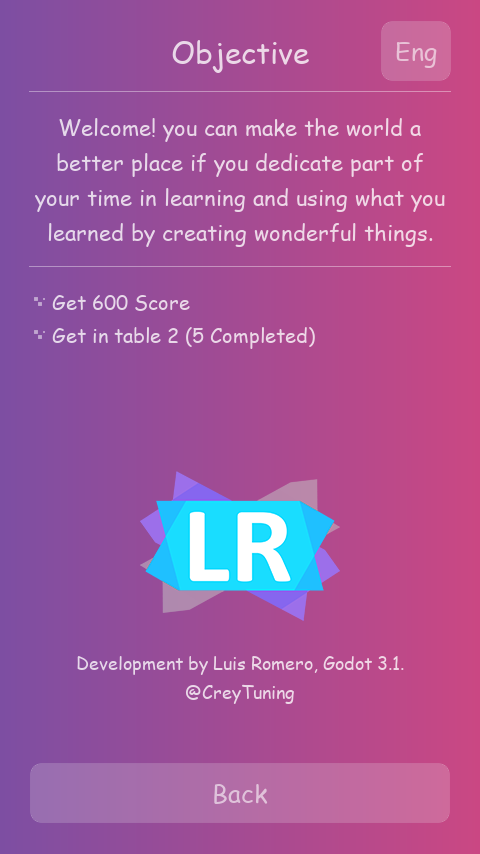 Objective
Eng
Welcome! you can make the world a
better place if you dedicate part of
your time in learning and using what you
learned by creating wonderful things.
Get 600 Score
Get in table 2 (5 Completed)
LR
Development by Luis Romero, Godot 3.1.
@CreyTuning
Back